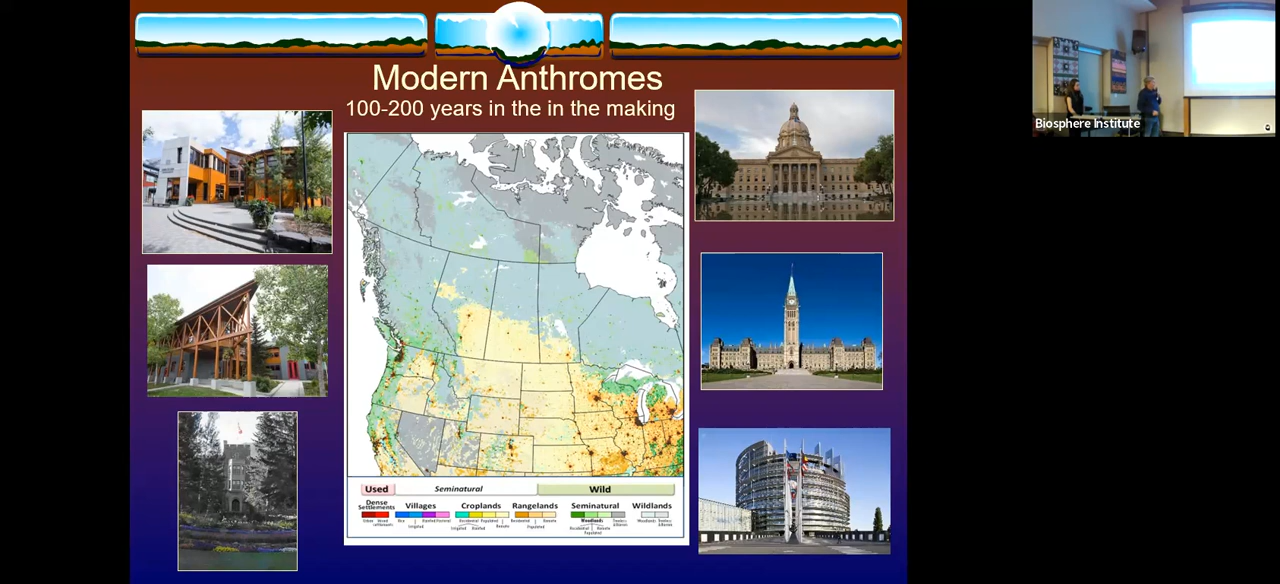 Modern Anthromes
100-200 years in the in the making
Biosphere Institute
Used
Seminatural
Wild
Dense
Settlements
Villages
Croplands
Rangelands
Seminatural
Wildlands
Woodlands